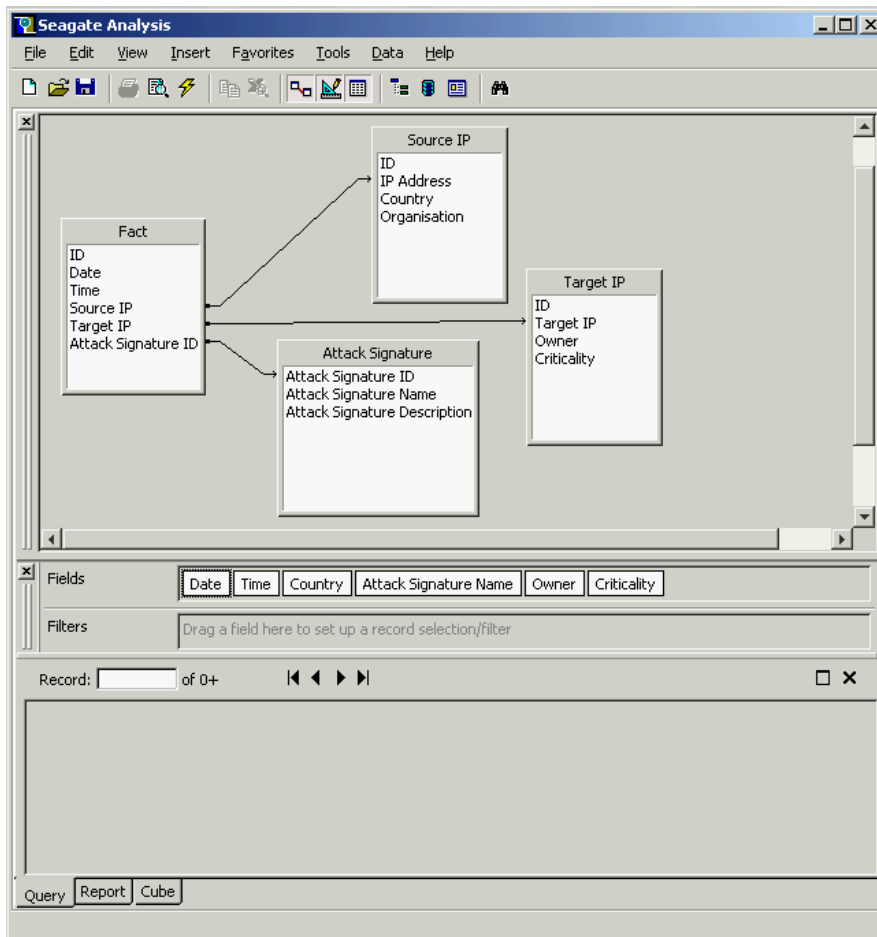 Seagate Analysis
File Edit View Insert Favorites Tools Data Help
Source IP
ID
IP Address
Country
Organisation
Fact
ID
Date
Time
Source IP
Target IP
Attack Signature ID
Target IP
ID
Target IP
Owner
Criticality
Attack Signature
Attack Signature ID
Attack Signature Name
Attack Signature Description
Fields Date Time Country Attack Signature Name Owner Criticality
Filters Drag a field here to set up a record selection/filter
Record: of 0+
Query Report Cube